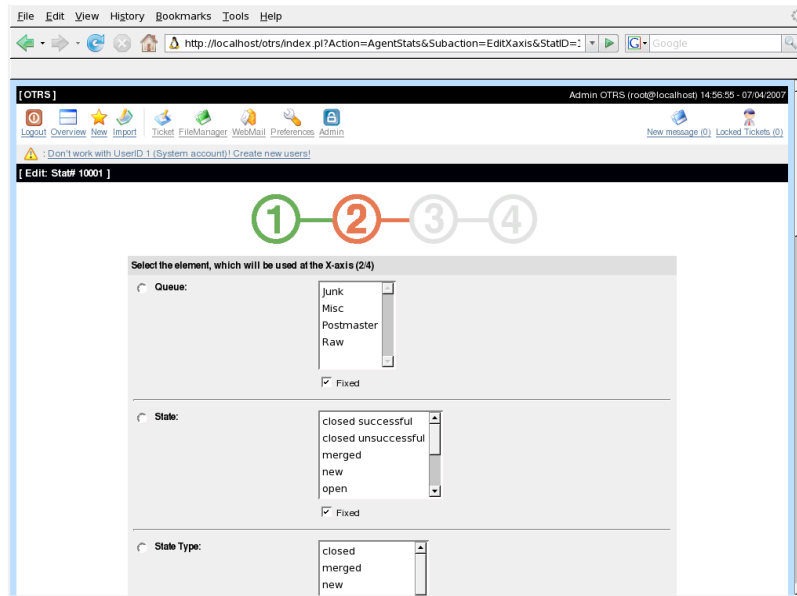 File Edit View History Bookmarks Tools Help
http://localhost/otrs/index.pl?Action=AgentStats&Subaction=EditXaxis&StatID=1
G Google
[ OTRS ] Admin OTRS (root@localhost) 14:56:55 - 07/04/2007
Logout Overview New Import Ticket FileManager WebMail Preferences Admin New message (0) Locked Tickets (0)
: Don't work with UserID 1 (System account)! Create new users!
[ Edit: Stat# 10001 ]
1 2 3 4
Select the element, which will be used at the X-axis (2/4)
Queue:
Junk
Misc
Postmaster
Raw
Fixed
State:
closed successful
closed unsuccessful
merged
new
open
Fixed
State Type:
closed
merged
new